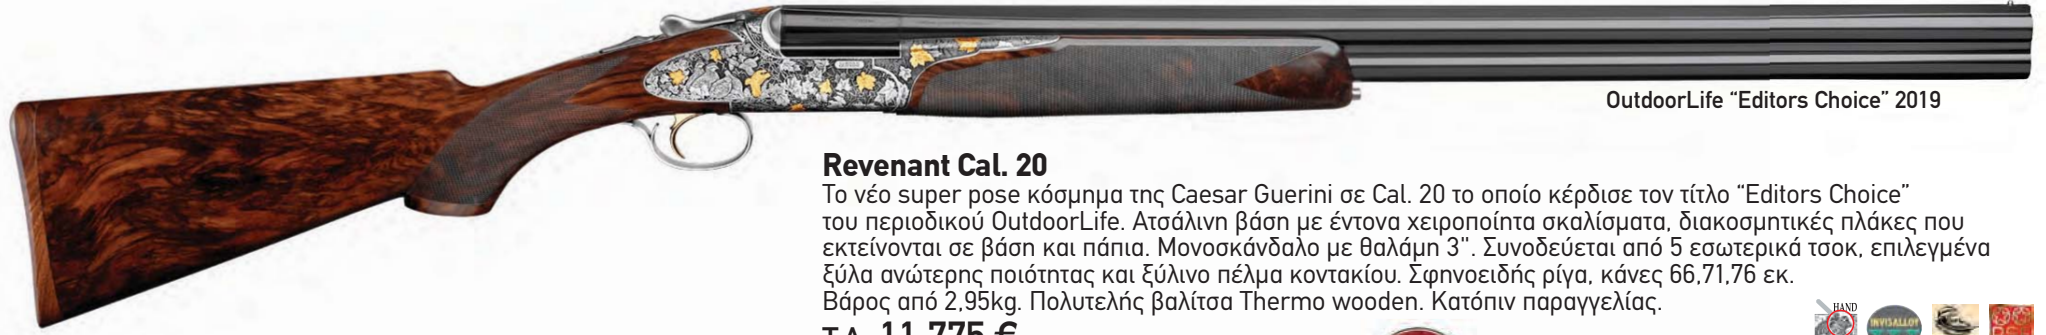 OutdoorLife “Editors Choice” 2019
Revenant Cal. 20
Το νέο super pose κόσμημα της Caesar Guerini σε Cal. 20 το οποίο κέρδισε τον τίτλο “Editors Choice”
του περιοδικού OutdoorLife. Ατσάλινη βάση με έντονα χειροποίητα σκαλίσματα, διακοσμητικές πλάκες που
εκτείνονται σε βάση και πάπια. Μονοσκάνδαλο με θαλάμη 3". Συνοδεύεται από 5 εσωτερικά τσοκ, επιλεγμένα
ξύλα ανώτερης ποιότητας και ξύλινο πέλμα κοντακίου. Σφηνοειδής ρίγα, κάνες 66,71,76 εκ.
Βάρος από 2,95kg. Πολυτελής βαλίτσα Thermo wooden. Κατόπιν παραγγελίας.
HAND
INVISALLOY
Τ.Λ. 11.775 €